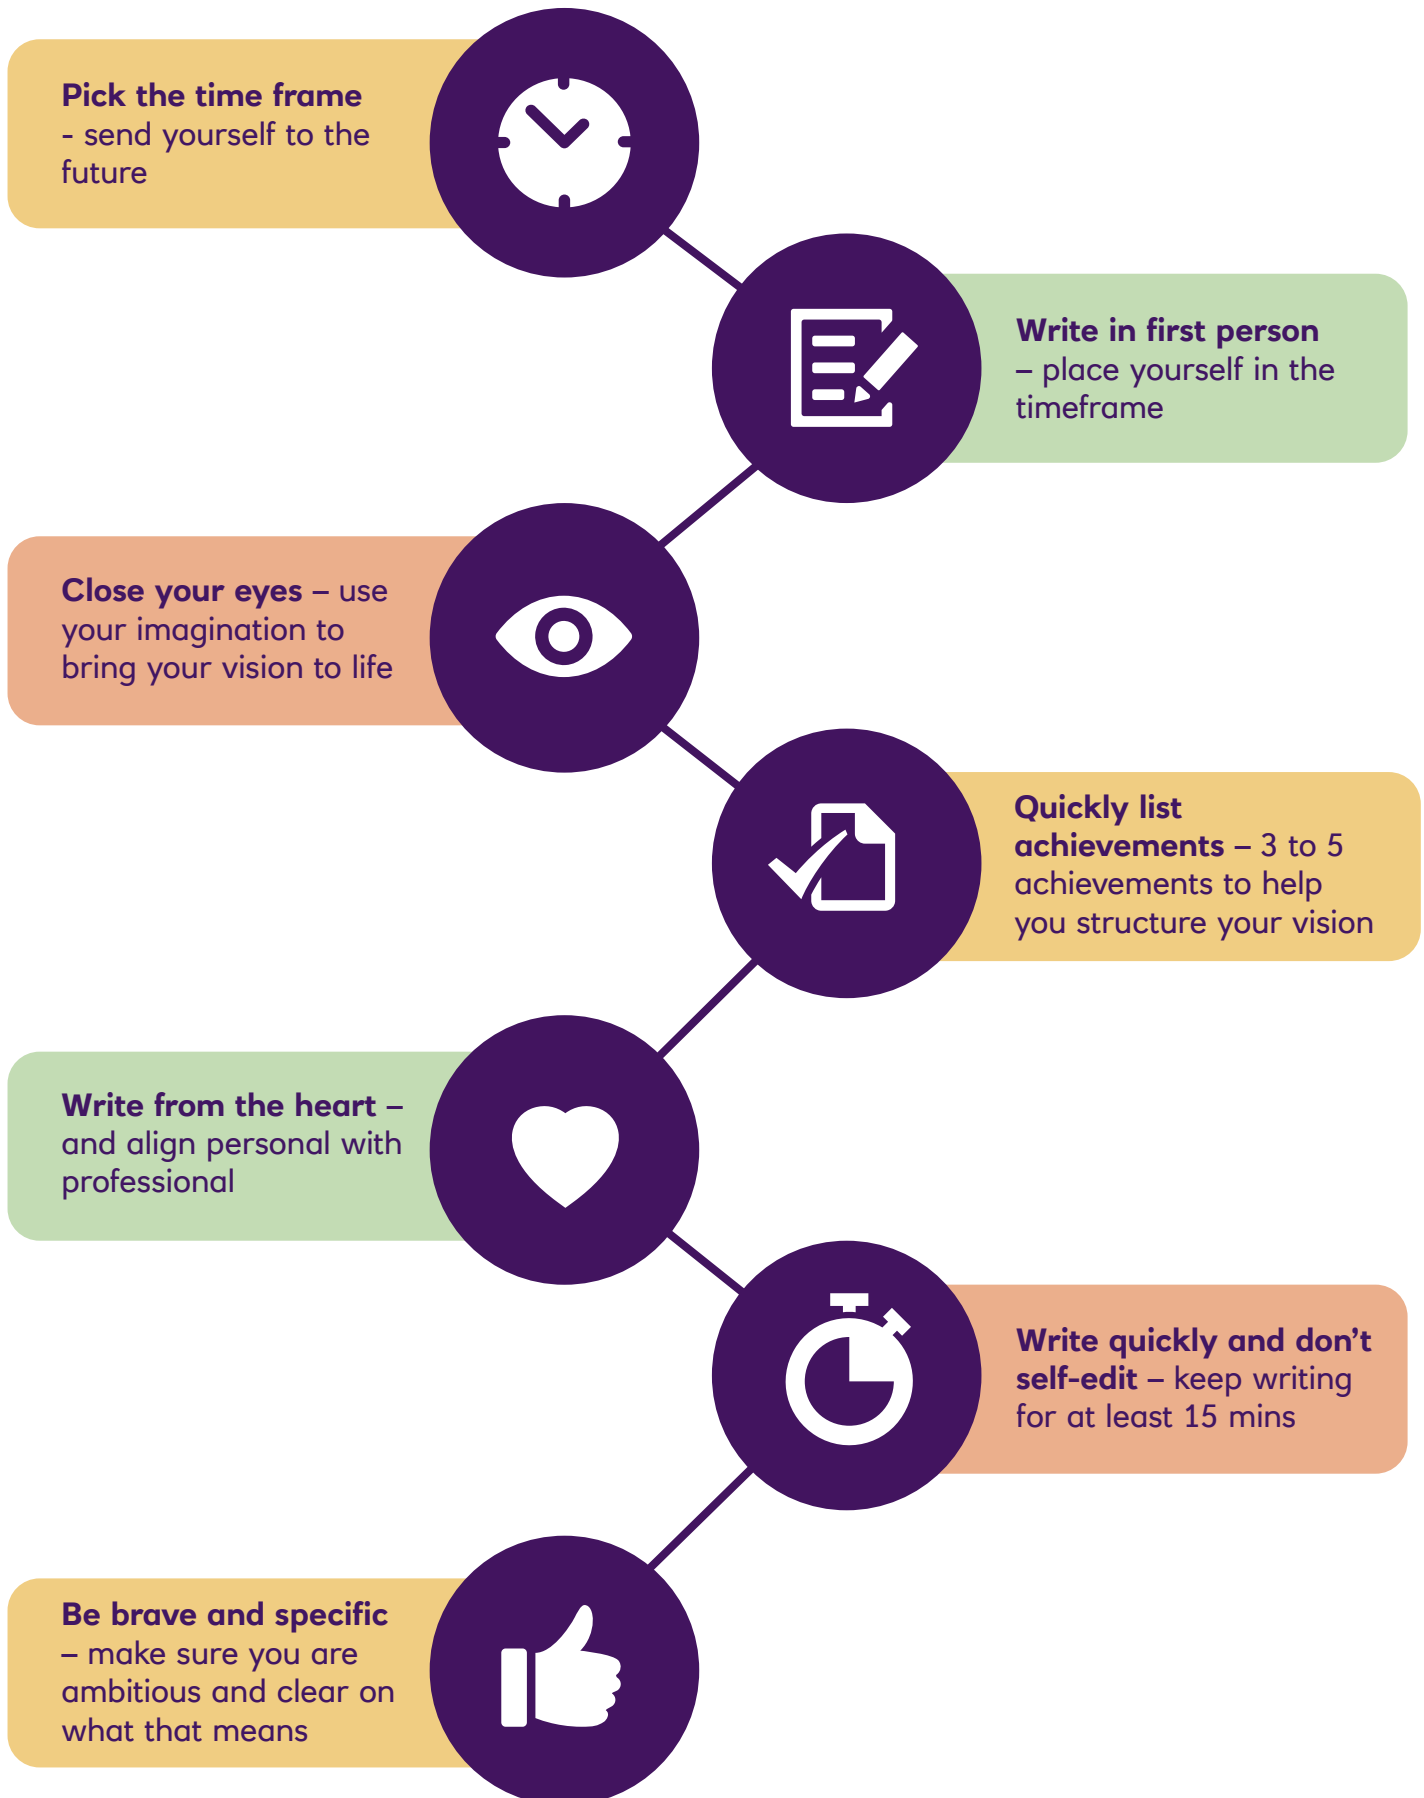 Pick the time frame
- send yourself to the
future
Write in first person
– place yourself in the
timeframe
Close your eyes – use
your imagination to
bring your vision to life
Quickly list
achievements – 3 to 5
achievements to help
you structure your vision
Write from the heart –
and align personal with
professional
Write quickly and don’t
self-edit – keep writing
for at least 15 mins
Be brave and specific
– make sure you are
ambitious and clear on
what that means